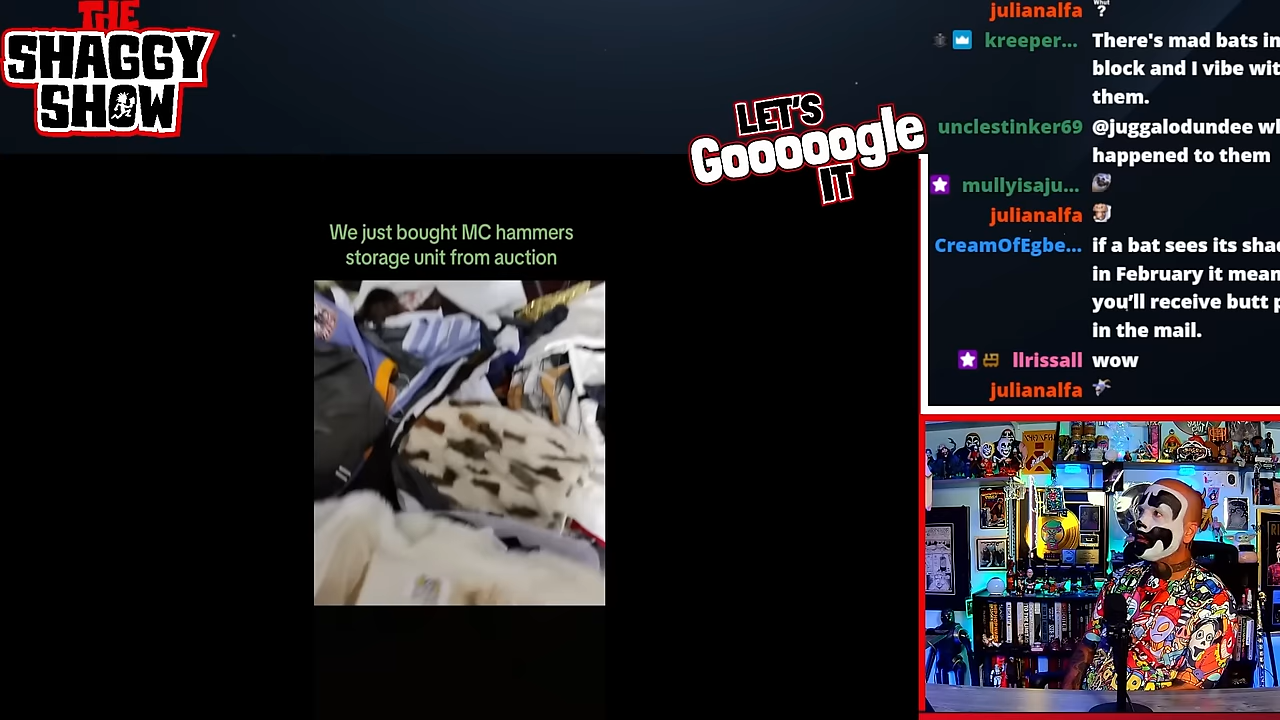 THE
SHAGGY
SHOW
LET'S
Gooooogle
IT
We just bought MC hammers
storage unit from auction
julianalfa
?
kreeper... There's mad bats in
block and I vibe wit
them.
unclestinker69 @juggalodundee wh
happened to them
mullyisaju...
julianalfa
CreamOfEgbe... if a bat sees its sha
in February it mean
you'll receive butt p
in the mail.
llrissall wow
julianalfa